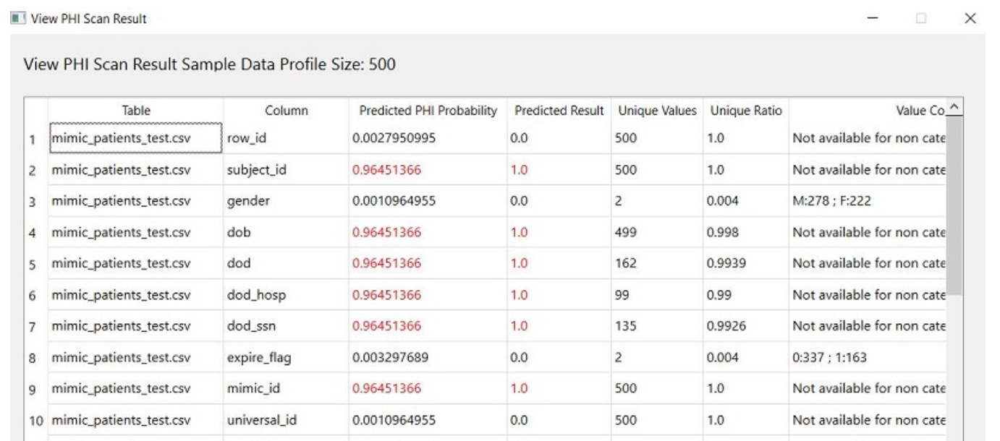 View PHI Scan Result
View PHI Scan Result Sample Data Profile Size: 500
Table Column Predicted PHI Probability Predicted Result Unique Values Unique Ratio Value Co
1 mimic_patients_test.csv row_id 0.0027950995 0.0 500 1.0 Not available for non cate
2 mimic_patients_test.csv subject_id 0.96451366 1.0 500 1.0 Not available for non cate
3 mimic_patients_test.csv gender 0.0010964955 0.0 2 0.004 M:278 ; F:222
4 mimic_patients_test.csv dob 0.96451366 1.0 499 0.998 Not available for non cate
5 mimic_patients_test.csv dod 0.96451366 1.0 162 0.9939 Not available for non cate
6 mimic_patients_test.csv dod_hosp 0.96451366 1.0 99 0.99 Not available for non cate
7 mimic_patients_test.csv dod_ssn 0.96451366 1.0 135 0.9926 Not available for non cate
8 mimic_patients_test.csv expire_flag 0.003297689 0.0 2 0.004 0:337 ; 1:163
9 mimic_patients_test.csv mimic_id 0.96451366 1.0 500 1.0 Not available for non cate
10 mimic_patients_test.csv universal_id 0.0010964955 0.0 500 1.0 Not available for non cate